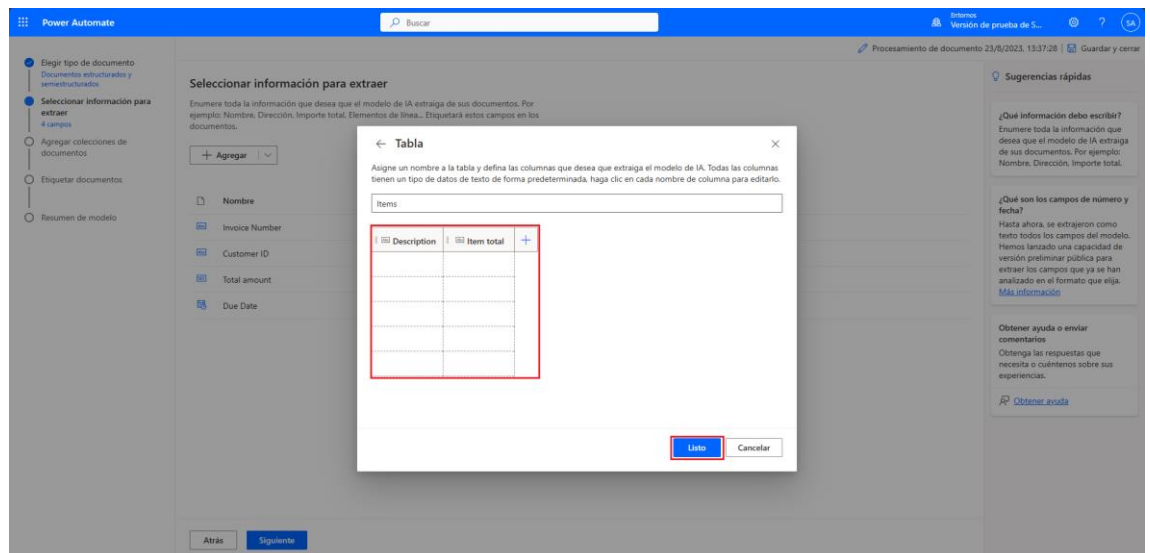 Power Automate
Buscar
Entornos
Versión de prueba de S...
?
SA
Procesamiento de documento 23/8/2023, 13:37:28
Guardar y cerrar
Elegir tipo de documento
Documentos estructurados y
semiestructurados
Seleccionar información para
extraer
4 campos
Agregar colecciones de
documentos
Etiquetar documentos
Resumen de modelo
Seleccionar información para extraer
Enumere toda la información que desea que el modelo de IA extraiga de sus documentos. Por
ejemplo: Nombre, Dirección, Importe total, Elementos de línea... Etiquetará estos campos en los
documentos.
+ Agregar
Nombre
Invoice Number
Customer ID
Total amount
Due Date
← Tabla
Asigne un nombre a la tabla y defina las columnas que desea que extraiga el modelo de IA. Todas las columnas
tienen un tipo de datos de texto de forma predeterminada, haga clic en cada nombre de columna para editarlo.
Items
Description
Item total
+
Listo
Cancelar
Atrás
Siguiente
Sugerencias rápidas
¿Qué información debo escribir?
Enumere toda la información que
desea que el modelo de IA extraiga
de sus documentos. Por ejemplo:
Nombre, Dirección, Importe total.
¿Qué son los campos de número y
fecha?
Hasta ahora, se extrajeron como
texto todos los campos del modelo.
Hemos lanzado una capacidad de
versión preliminar pública para
extraer los campos que ya se han
analizado en el formato que elija.
Más información
Obtener ayuda o enviar
comentarios
Obtenga las respuestas que
necesita o cuéntenos sobre sus
experiencias.
Obtener ayuda